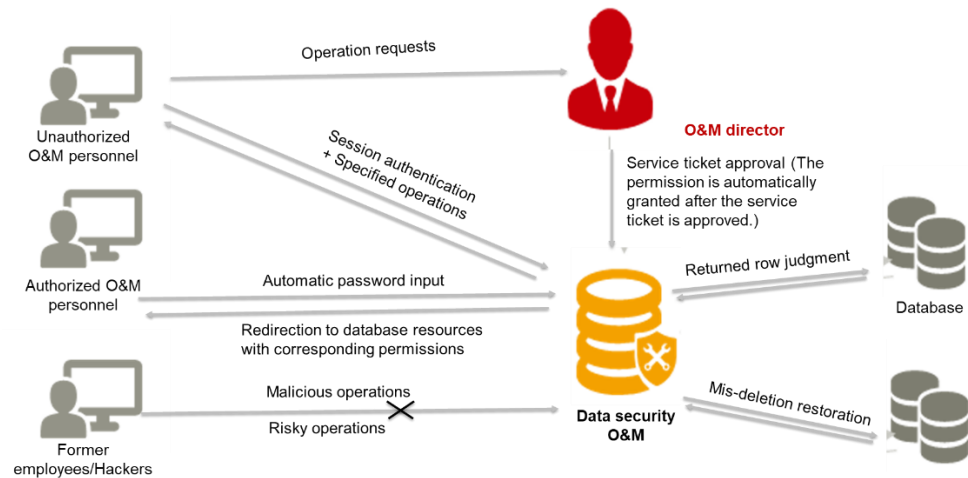 Operation requests
Unauthorized
O&M personnel
O&M director
Session authentication
+ Specified operations
Service ticket approval (The
permission is automatically
granted after the service
ticket is approved.)
Authorized O&M
personnel
Automatic password input
Redirection to database resources
with corresponding permissions
Returned row judgment
Database
Malicious operations
Risky operations
Former
employees/Hackers
Data security
O&M
Mis-deletion restoration